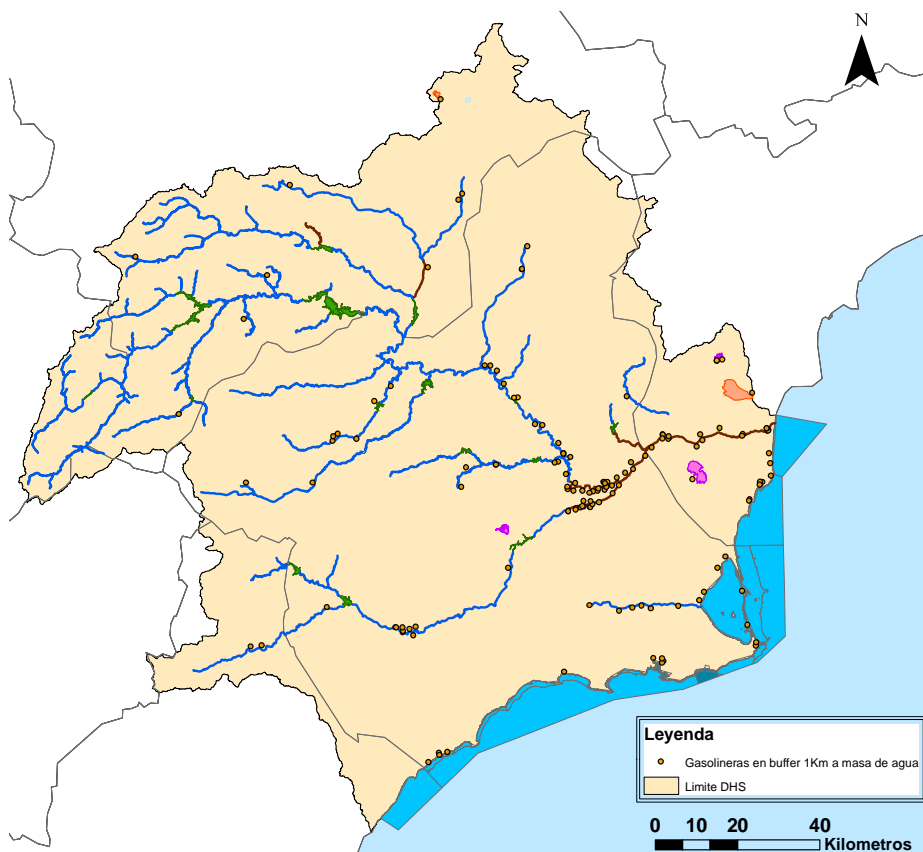 N
Leyenda
Gasolineras en buffer 1Km a masa de agua
Limite DHS
0 10 20 40
Kilometros